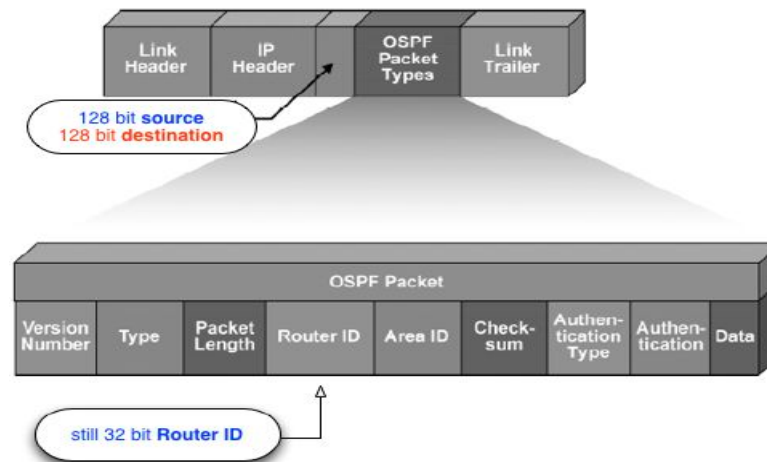 Link
Header
IP
Header
OSPF
Packet
Types
Link
Trailer
128 bit source
128 bit destination
OSPF Packet
Version
Number
Type
Packet
Length
Router ID
Area ID
Check-
sum
Authen-
tication
Type
Authen-
tication
Data
still 32 bit Router ID